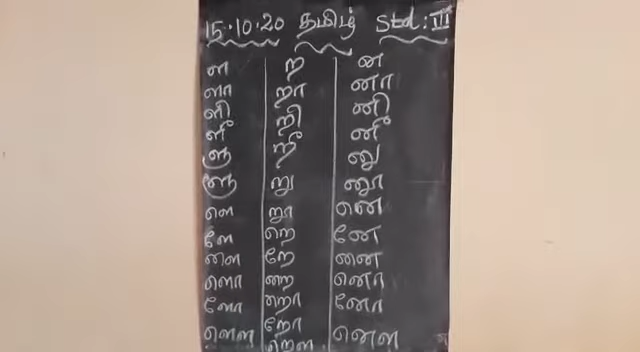 15.10.20 தமிழ் Std: III
ள ற ன
ளா றா னா
ளி றி னி
ளீ றீ னீ
ளு று னு
ளூ றூ னூ
ளெ றெ னெ
ளே றே னே
ளை றை னை
ளொ றொ னொ
ளோ றோ னோ
ளௌ றௌ னௌ